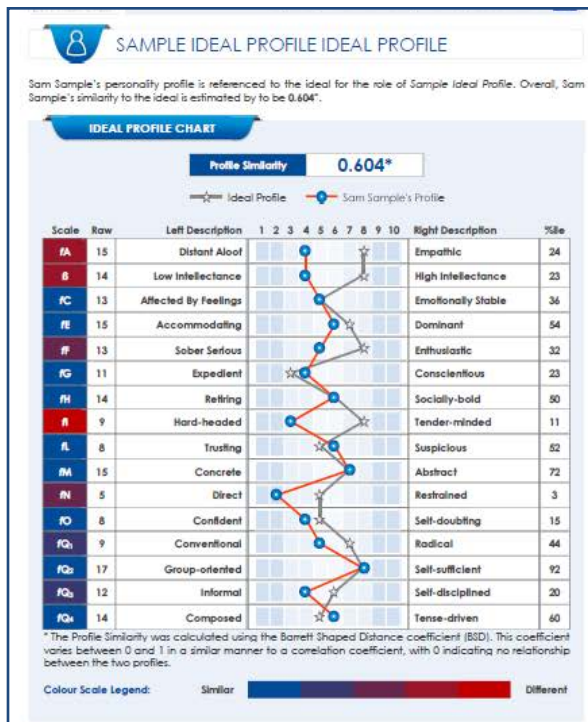 SAMPLE IDEAL PROFILE IDEAL PROFILE
Sam Sample's personality profile is referenced to the ideal for the role of Sample Ideal Profile. Overall, Sam
Sample's similarity to the ideal is estimated by to be 0.604*.
IDEAL PROFILE CHART
Profile Similarity 0.604*
Ideal Profile Sam Sample's Profile
Scale Raw Left Description 1 2 3 4 5 6 7 8 9 10 Right Description %ile
fA 15 Distant Aloof Empathic 24
ß 14 Low Intellectance High Intellectance 23
fC 13 Affected By Feelings Emotionally Stable 36
fE 15 Accommodating Dominant 54
fF 13 Sober Serious Enthusiastic 32
fG 11 Expedient Conscientious 23
fH 14 Retiring Socially-bold 50
fI 9 Hard-headed Tender-minded 11
fL 8 Trusting Suspicious 52
fM 15 Concrete Abstract 72
fN 5 Direct Restrained 3
fO 8 Confident Self-doubting 15
fQ1 9 Conventional Radical 44
fQ2 17 Group-oriented Self-sufficient 92
fQ3 12 Informal Self-disciplined 20
fQ4 14 Composed Tense-driven 60
* The Profile Similarity was calculated using the Barrett Shaped Distance coefficient (BSD). This coefficient
varies between 0 and 1 in a similar manner to a correlation coefficient, with 0 indicating no relationship
between the two profiles.
Colour Scale Legend: Similar Different